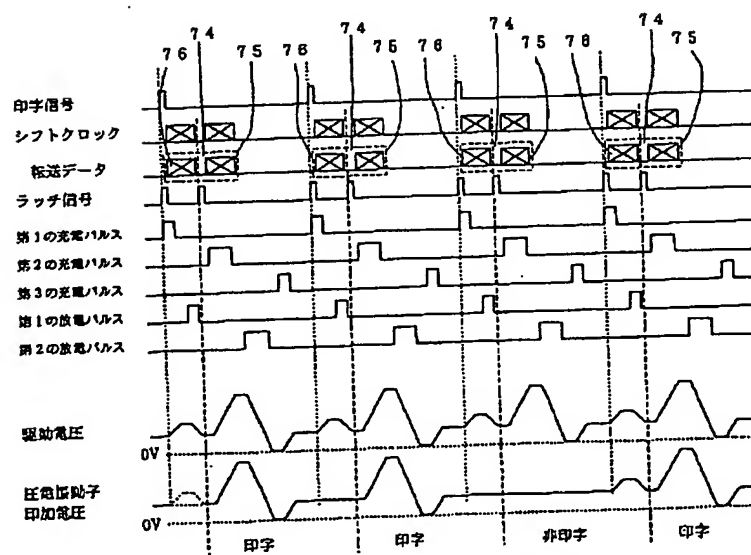 76 74 75 76 74 75 76 74 75 76 74 75
印字信号
シフトクロック
転送データ
ラッチ信号
第1の充電パルス
第2の充電パルス
第3の充電パルス
第1の放電パルス
第2の放電パルス
駆動電圧
0V
圧電振動子
印加電圧
0V
印字 印字 非印字 印字